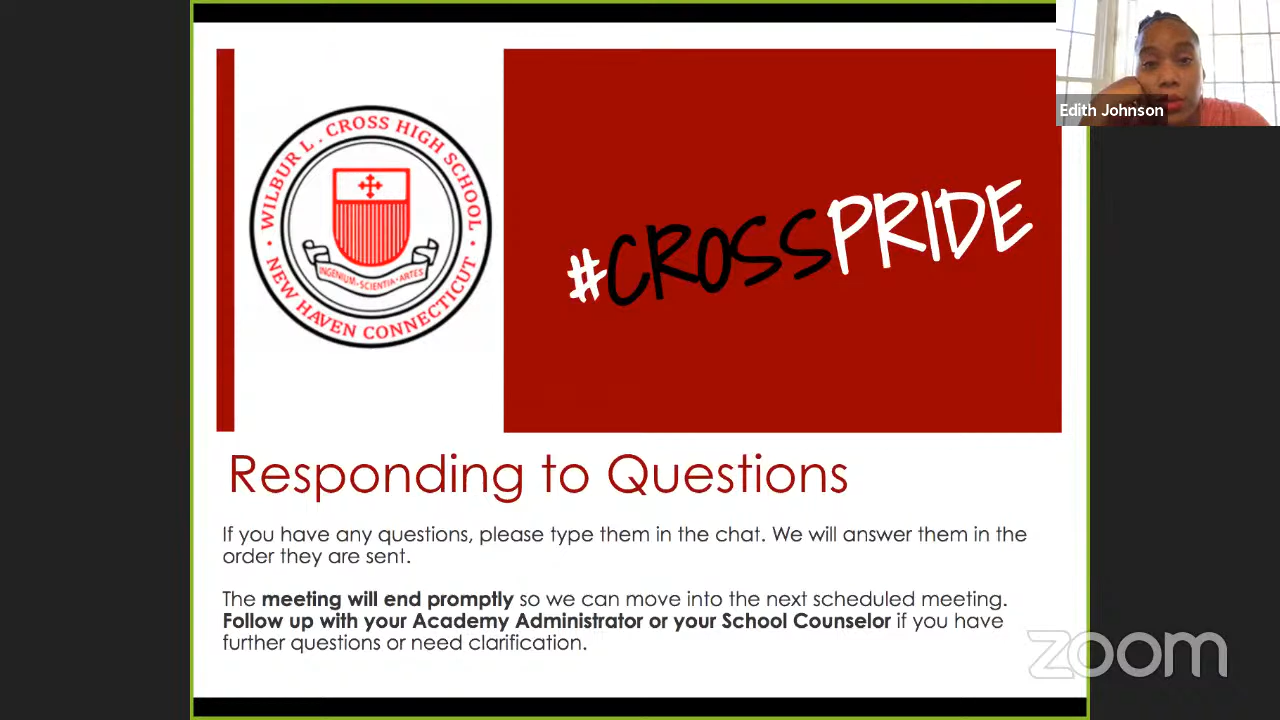 WILBUR L. CROSS HIGH SCHOOL
NEW HAVEN CONNECTICUT
INGENIUM · SCIENTIA · ARTES
#CROSSPRIDE
Edith Johnson
Responding to Questions
If you have any questions, please type them in the chat. We will answer them in the
order they are sent.
The meeting will end promptly so we can move into the next scheduled meeting.
Follow up with your Academy Administrator or your School Counselor if you have
further questions or need clarification.
zoom